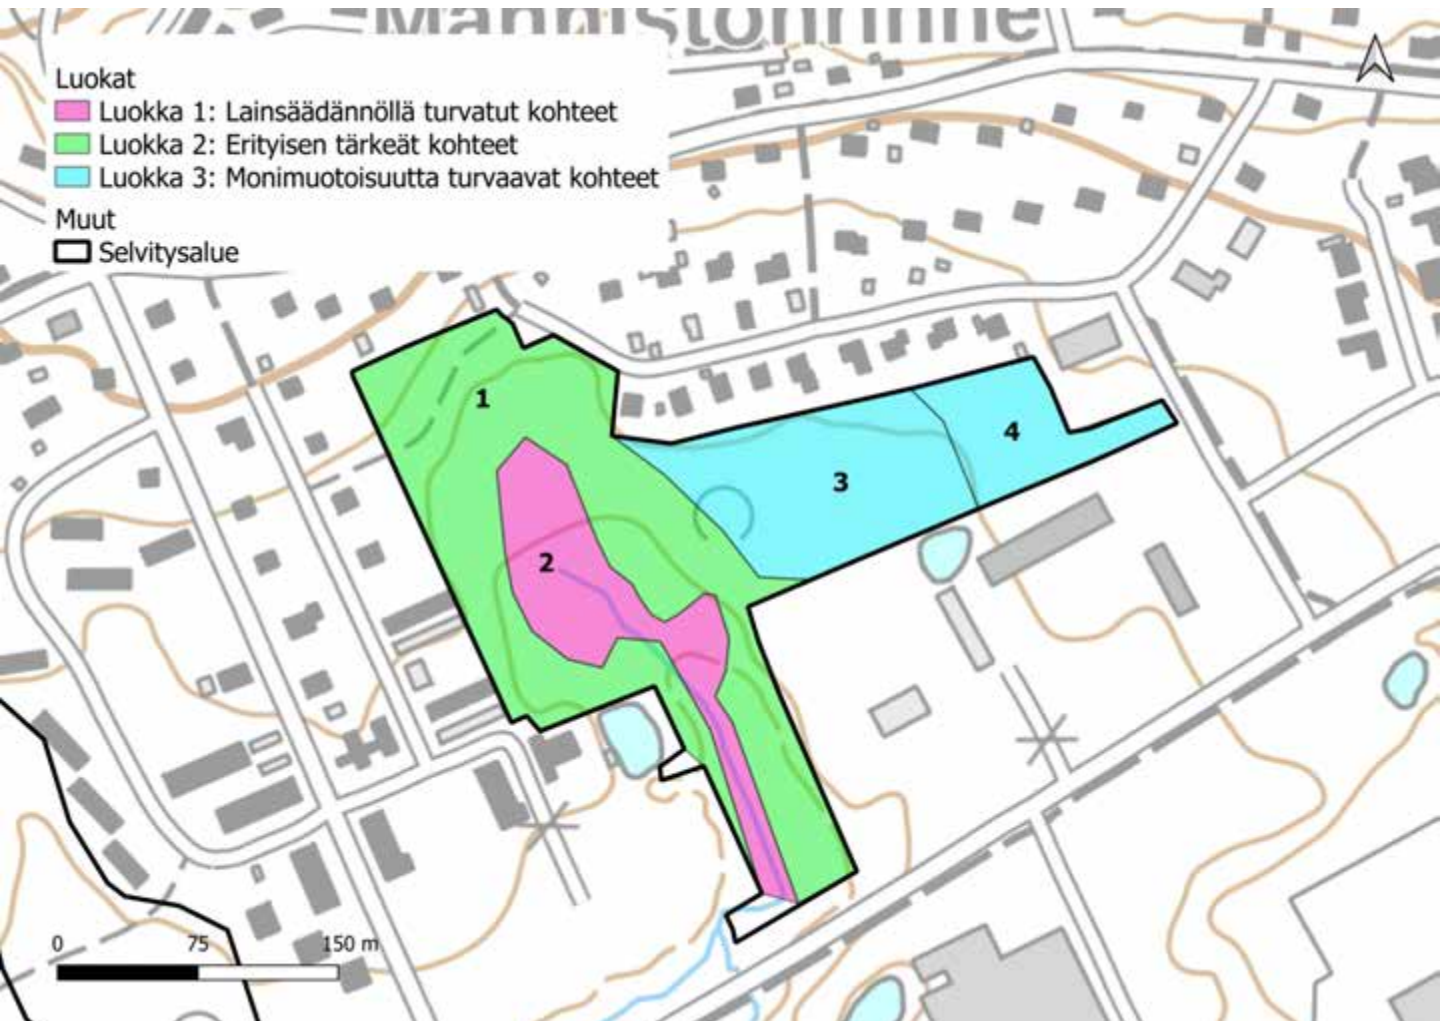 Luokat
Luokka 1: Lainsäädännöllä turvatut kohteet
Luokka 2: Erityisen tärkeät kohteet
Luokka 3: Monimuotoisuutta turvaavat kohteet
Muut
Selvitysalue
1
2
3
4
0 75 150 m